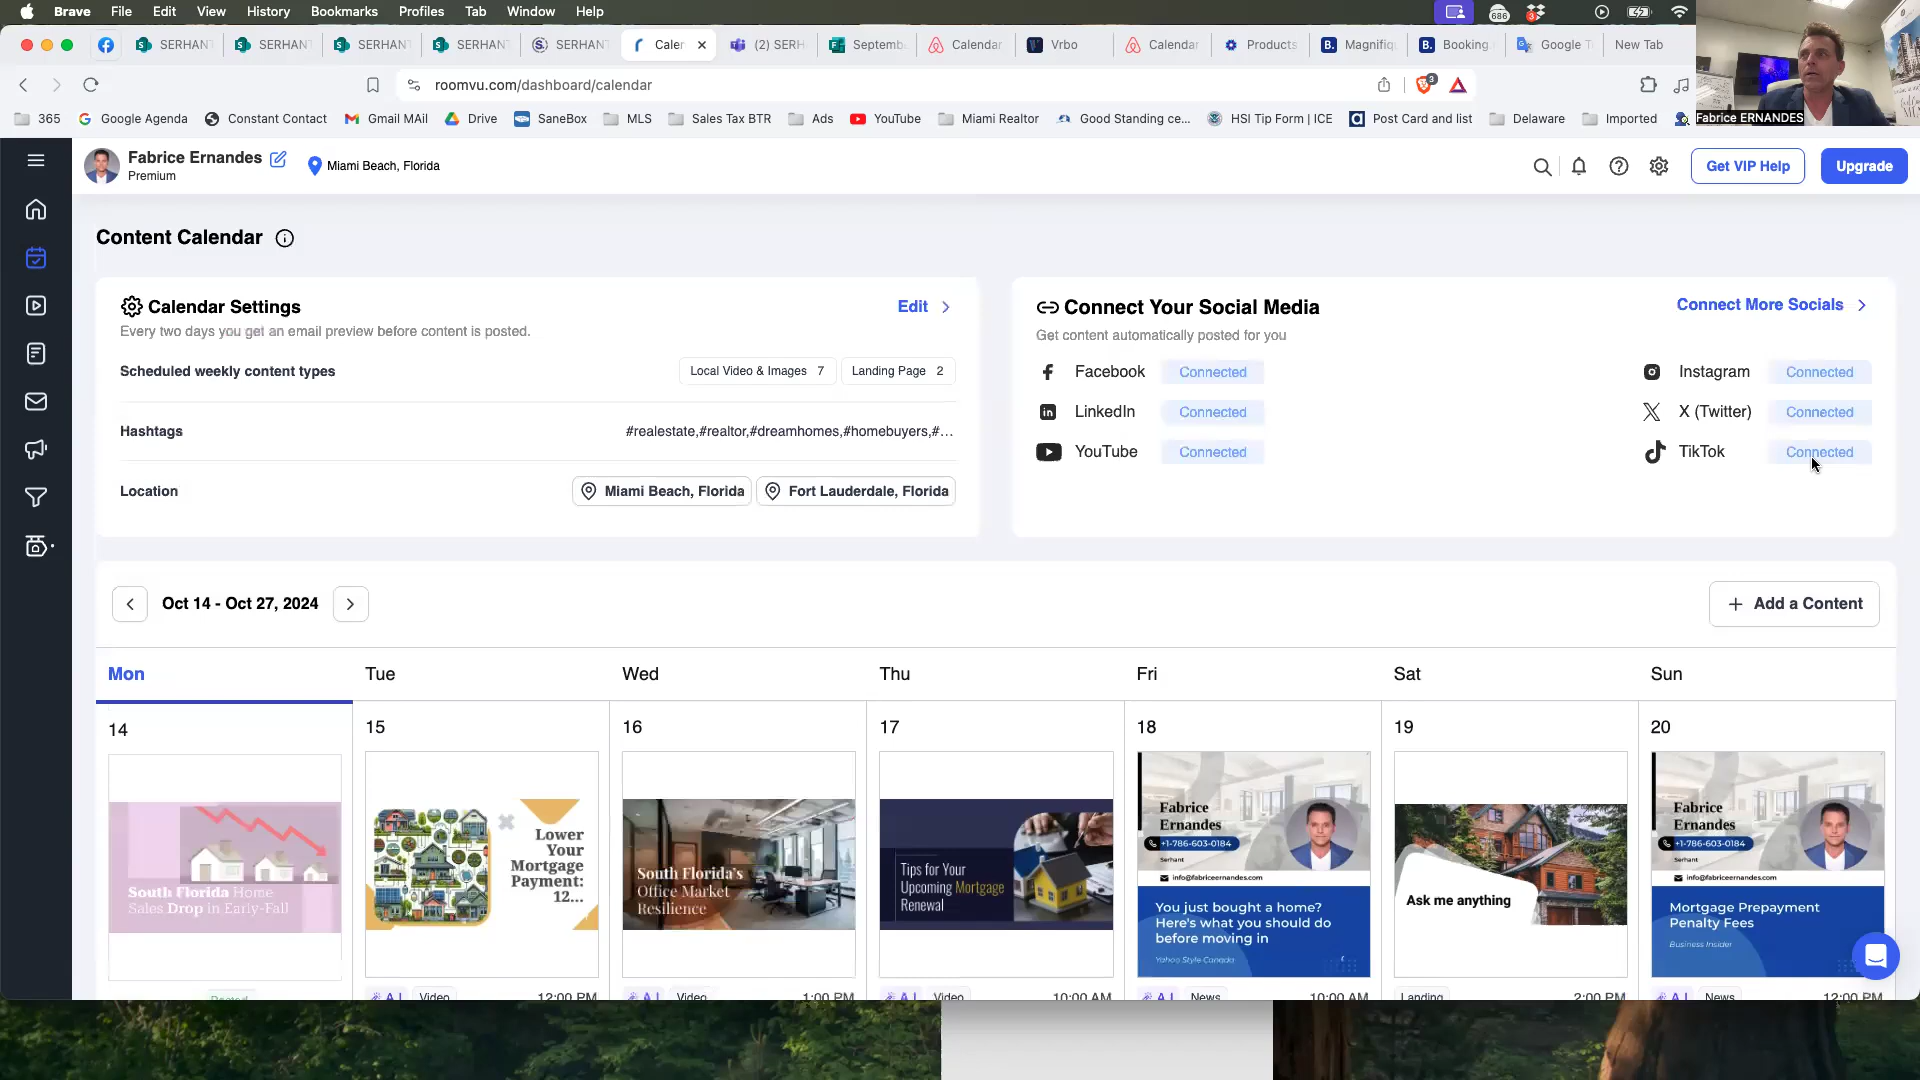 Brave File Edit View History Bookmarks Profiles Tab Window Help
686
3
SERHANT
SERHANT
SERHANT
SERHANT
SERHANT
Caler
(2) SERH
Septemb
Calendar
Vrbo
Calendar
Products
Magnifiq
Booking.
Google T
New Tab
roomvu.com/dashboard/calendar
3
365
Google Agenda
Constant Contact
Gmail MAil
Drive
SaneBox
MLS
Sales Tax BTR
Ads
YouTube
Miami Realtor
Good Standing ce...
HSI Tip Form | ICE
Post Card and list
Delaware
Imported
Fabrice ERNANDES
Fabrice Ernandes
Premium
Miami Beach, Florida
Get VIP Help
Upgrade
Content Calendar
Calendar Settings
Edit
Every two days you get an email preview before content is posted.
Scheduled weekly content types
Local Video & Images 7
Landing Page 2
Hashtags
#realestate,#realtor,#dreamhomes,#homebuyers,#...
Location
Miami Beach, Florida
Fort Lauderdale, Florida
Connect Your Social Media
Connect More Socials
Get content automatically posted for you
Facebook Connected
Instagram Connected
LinkedIn Connected
X (Twitter) Connected
YouTube Connected
TikTok Connected
Oct 14 - Oct 27, 2024
Add a Content
Mon Tue Wed Thu Fri Sat Sun
14 15 16 17 18 19 20
South Florida Home
Sales Drop in Early-Fall
Posted
Lower
Your
Mortgage
Payment:
12...
A.I Video 12:00 PM
South Florida's
Office Market
Resilience
A.I Video 1:00 PM
Tips for Your
Upcoming Mortgage
Renewal
A.I Video 10:00 AM
Fabrice
Ernandes
+1-786-603-0184
Serhant
info@fabriceernandes.com
You just bought a home?
Here's what you should do
before moving in
Yahoo Style Canada
A.I News 10:00 AM
Ask me anything
Landing 2:00 PM
Fabrice
Ernandes
+1-786-603-0184
Serhant
info@fabriceernandes.com
Mortgage Prepayment
Penalty Fees
Business Insider
A.I News 12:00 PM